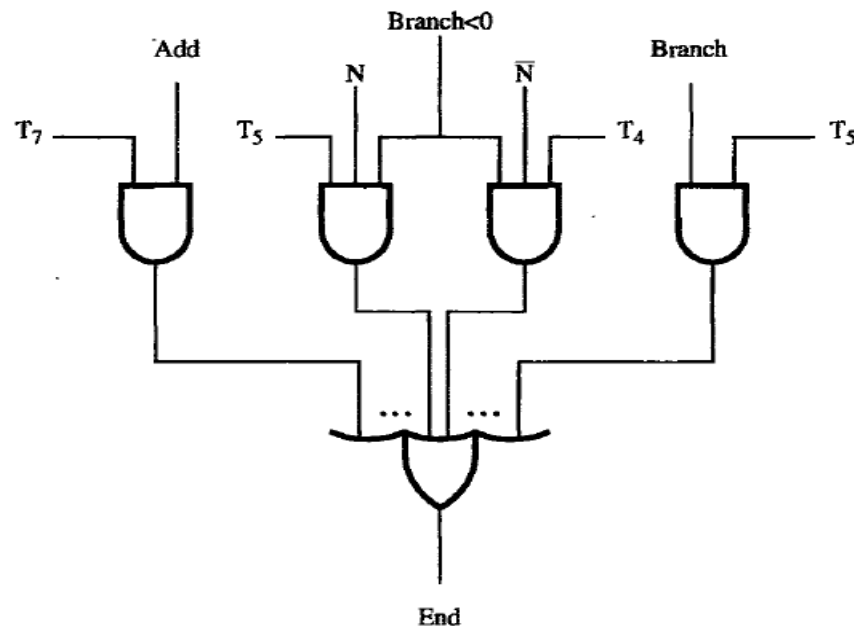 Branch<0
Add
N
N̅
Branch
T₇
T₅
T₄
T₅
...
...
End